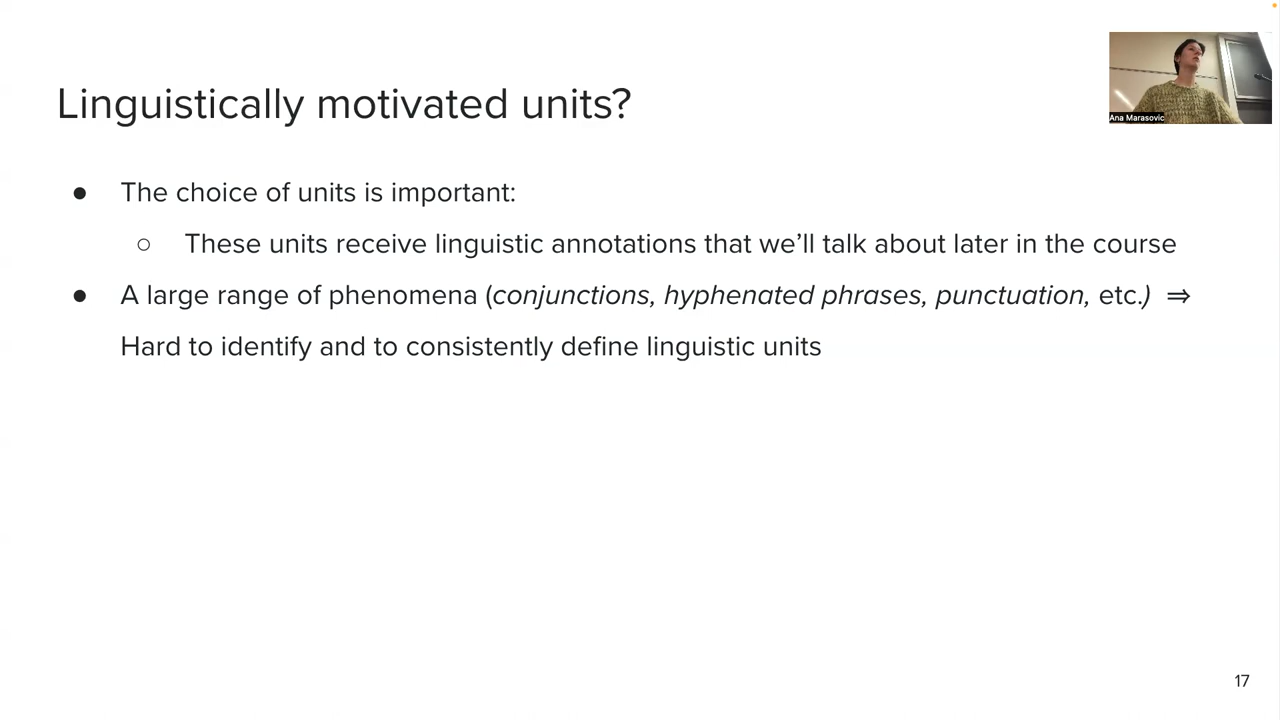 Linguistically motivated units?
Ana Marasovic
● The choice of units is important:
○ These units receive linguistic annotations that we’ll talk about later in the course
● A large range of phenomena (conjunctions, hyphenated phrases, punctuation, etc.) ⇒
Hard to identify and to consistently define linguistic units
17